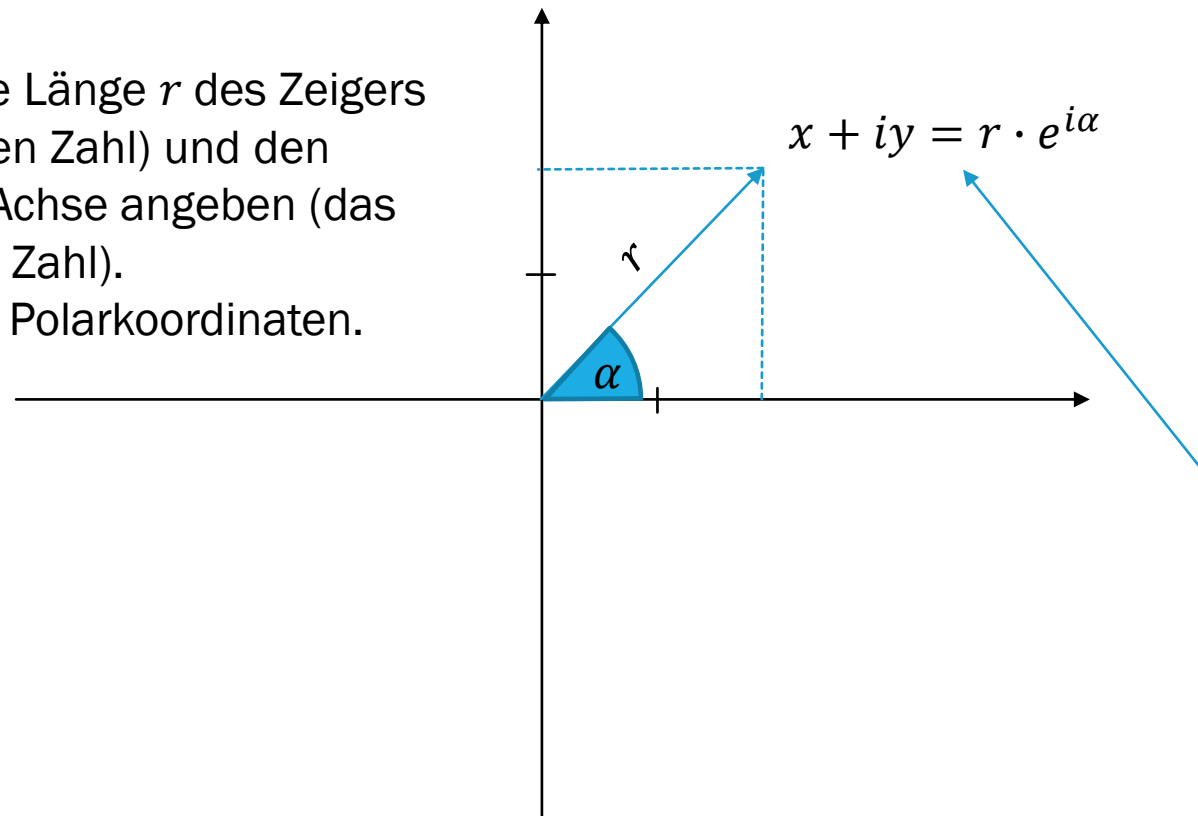 e Länge r des Zeigers
en Zahl) und den
Achse angeben (das
Zahl).
Polarkoordinaten.
x + iy = r · e^{iα}
r
α